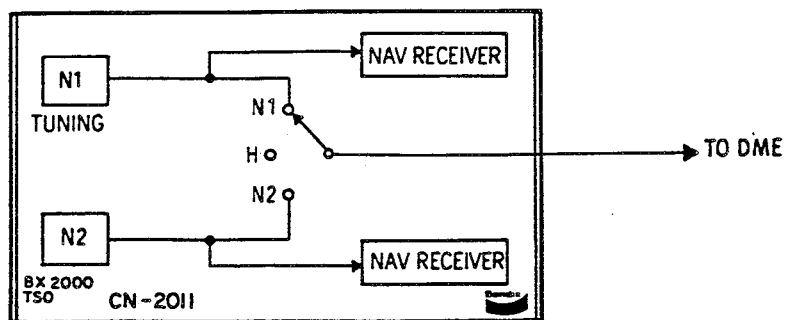 N1
TUNING
NAV RECEIVER
N1
H
N2
TO DME
N2
NAV RECEIVER
BX 2000
TSO
CN-2011